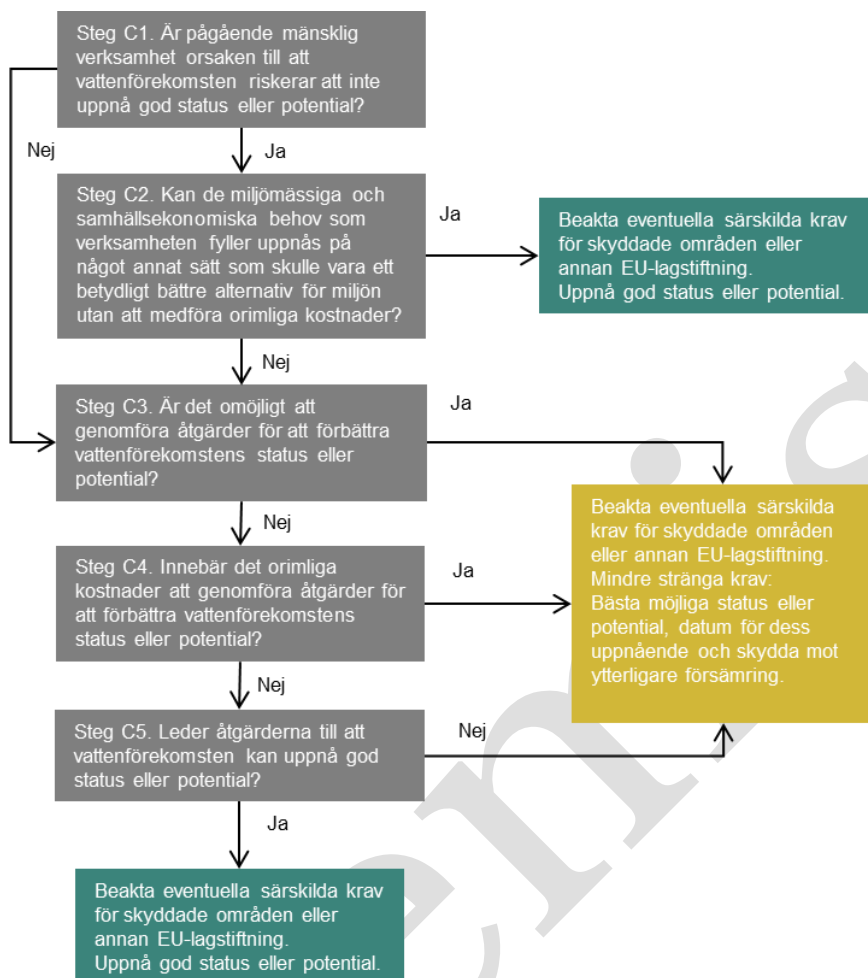 Steg C1. Är pågående mänsklig
verksamhet orsaken till att
vattenförekomsten riskerar att inte
uppnå god status eller potential?
Nej
Ja
Steg C2. Kan de miljömässiga och
samhällsekonomiska behov som
verksamheten fyller uppnås på
något annat sätt som skulle vara ett
betydligt bättre alternativ för miljön
utan att medföra orimliga kostnader?
Ja
Beakta eventuella särskilda krav
för skyddade områden eller
annan EU-lagstiftning.
Uppnå god status eller potential.
Nej
Steg C3. Är det omöjligt att
genomföra åtgärder för att förbättra
vattenförekomstens status eller
potential?
Ja
Nej
Steg C4. Innebär det orimliga
kostnader att genomföra åtgärder för
att förbättra vattenförekomstens
status eller potential?
Ja
Beakta eventuella särskilda
krav för skyddade områden
eller annan EU-lagstiftning.
Mindre stränga krav:
Bästa möjliga status eller
potential, datum för dess
uppnående och skydda mot
ytterligare försämring.
Nej
Steg C5. Leder åtgärderna till att
vattenförekomsten kan uppnå god
status eller potential?
Nej
Ja
Beakta eventuella särskilda krav
för skyddade områden eller
annan EU-lagstiftning.
Uppnå god status eller potential.